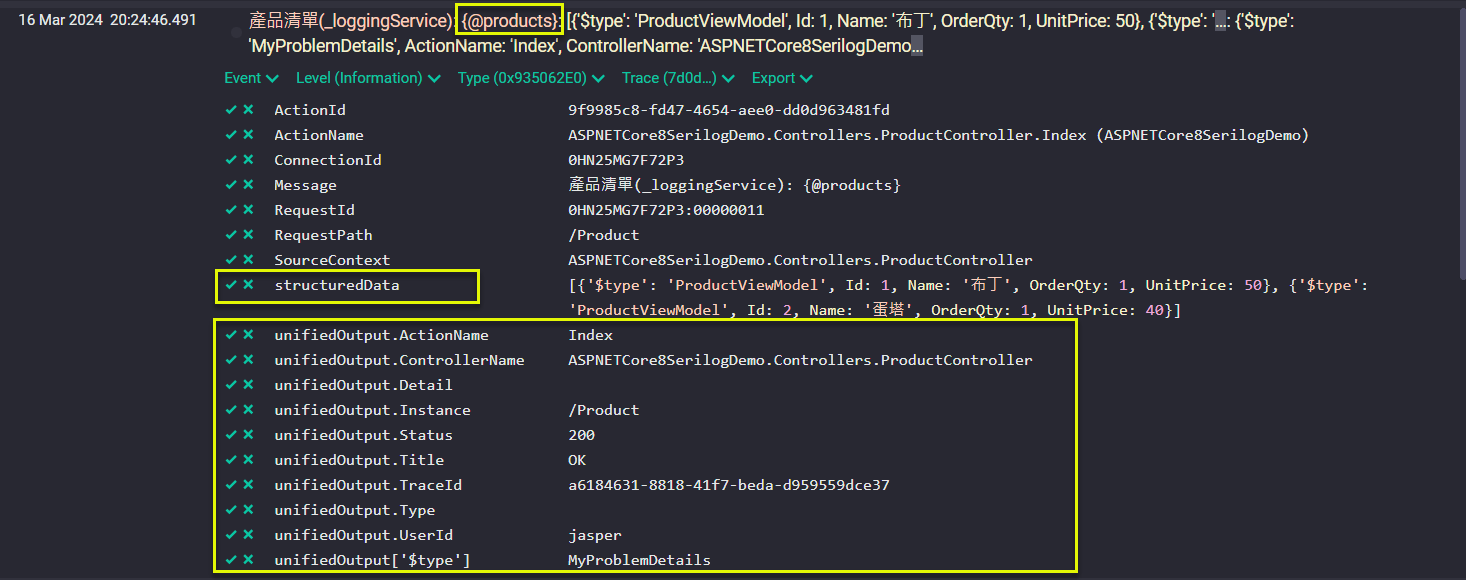 16 Mar 2024 20:24:46.491 產品清單(_loggingService): {@products}: [{'$type': 'ProductViewModel', Id: 1, Name: '布丁', OrderQty: 1, UnitPrice: 50}, {'$type': '…: {'$type':
'MyProblemDetails', ActionName: 'Index', ControllerName: 'ASPNETCore8SerilogDemo…
Event Level (Information) Type (0x935062E0) Trace (7d0d…) Export
ActionId 9f9985c8-fd47-4654-aee0-dd0d963481fd
ActionName ASPNETCore8SerilogDemo.Controllers.ProductController.Index (ASPNETCore8SerilogDemo)
ConnectionId 0HN25MG7F72P3
Message 產品清單(_loggingService): {@products}
RequestId 0HN25MG7F72P3:00000011
RequestPath /Product
SourceContext ASPNETCore8SerilogDemo.Controllers.ProductController
structuredData [{'$type': 'ProductViewModel', Id: 1, Name: '布丁', OrderQty: 1, UnitPrice: 50}, {'$type':
'ProductViewModel', Id: 2, Name: '蛋塔', OrderQty: 1, UnitPrice: 40}]
unifiedOutput.ActionName Index
unifiedOutput.ControllerName ASPNETCore8SerilogDemo.Controllers.ProductController
unifiedOutput.Detail
unifiedOutput.Instance /Product
unifiedOutput.Status 200
unifiedOutput.Title OK
unifiedOutput.TraceId a6184631-8818-41f7-beda-d959559dce37
unifiedOutput.Type
unifiedOutput.UserId jasper
unifiedOutput['$type'] MyProblemDetails